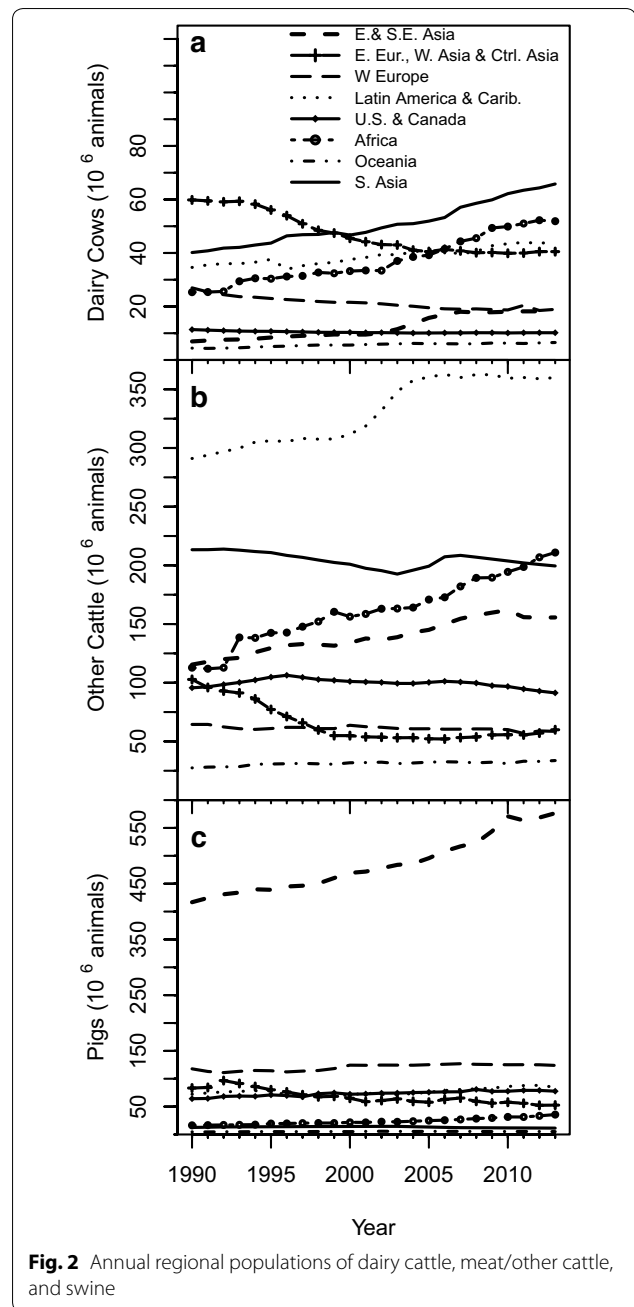 a
E.& S.E. Asia
E. Eur., W. Asia & Ctrl. Asia
W Europe
Latin America & Carib.
U.S. & Canada
Africa
Oceania
S. Asia
Dairy Cows (10 6 animals)
80
60
40
20
b
Other Cattle (10 6 animals)
350
300
250
200
150
100
50
c
Pigs (10 6 animals)
550
450
350
250
150
50
1990 1995 2000 2005 2010
Year
Fig. 2 Annual regional populations of dairy cattle, meat/other cattle,
and swine